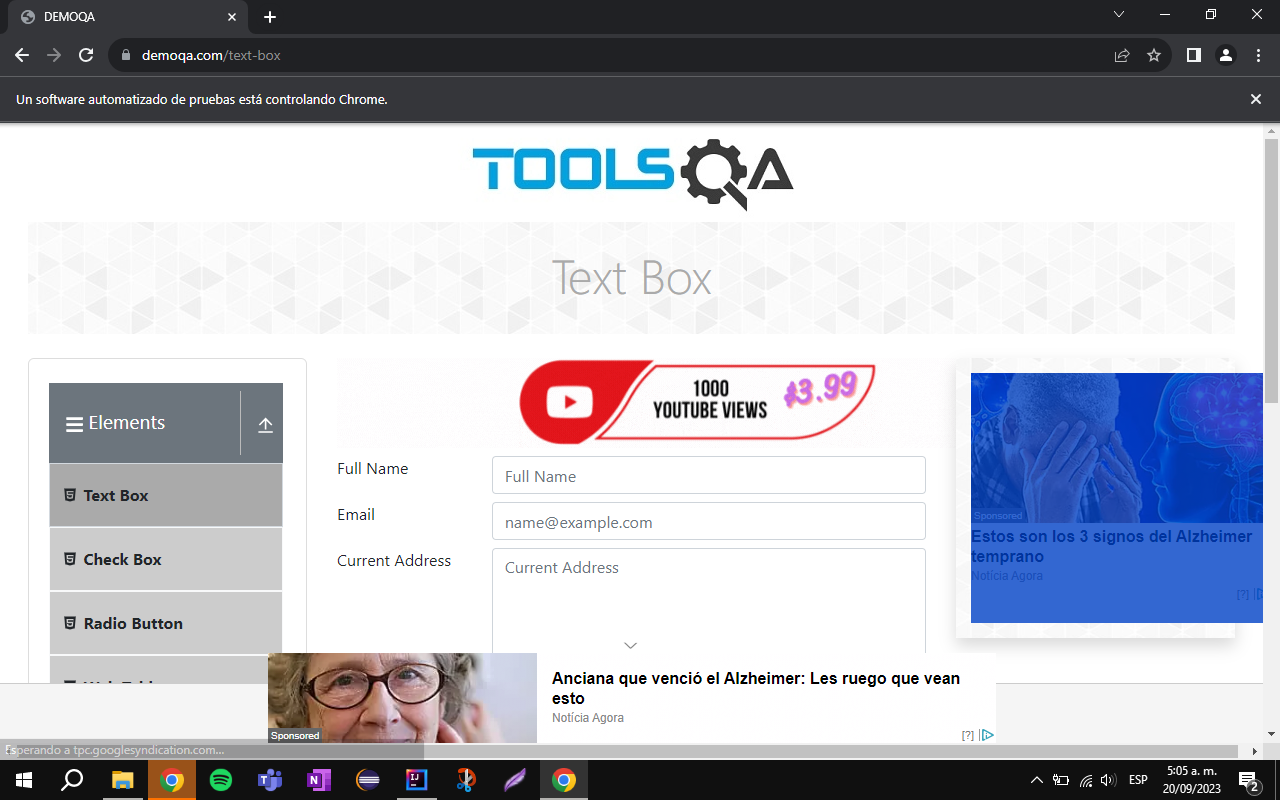 DEMOQA
demoqa.com/text-box
Un software automatizado de pruebas está controlando Chrome.
TOOLSQA
Text Box
Elements
Text Box
Check Box
Radio Button
1000
YOUTUBE VIEWS
$3.99
Full Name
Full Name
Email
name@example.com
Current Address
Current Address
Sponsored
Estos son los 3 signos del Alzheimer
temprano
Notícia Agora
[?]
Anciana que venció el Alzheimer: Les ruego que vean
esto
Notícia Agora
Sponsored
[?]
Esperando a tpc.googlesyndication.com...
ESP
5:05 a. m.
20/09/2023
2